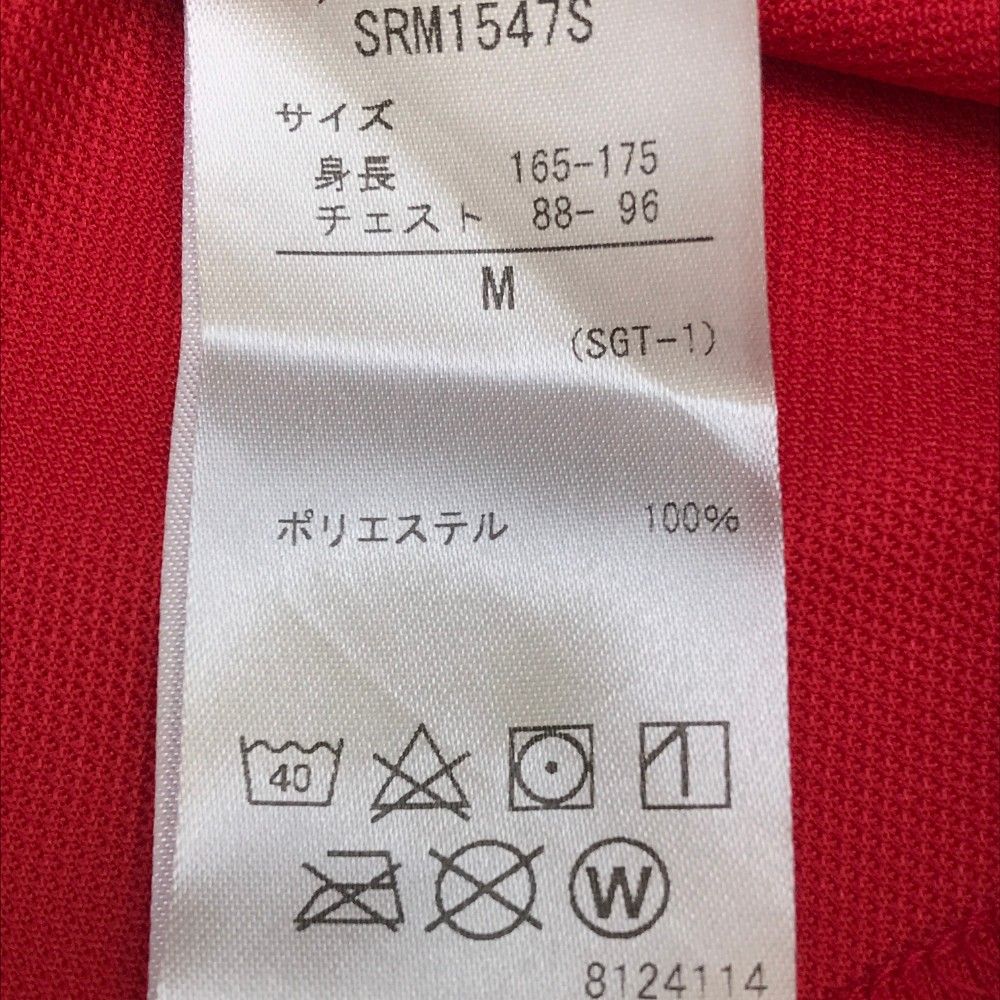 SRM1547S
サイズ
身長 165-175
チェスト 88- 96
M
(SGT-1)
ポリエステル 100%
40
W
8124114